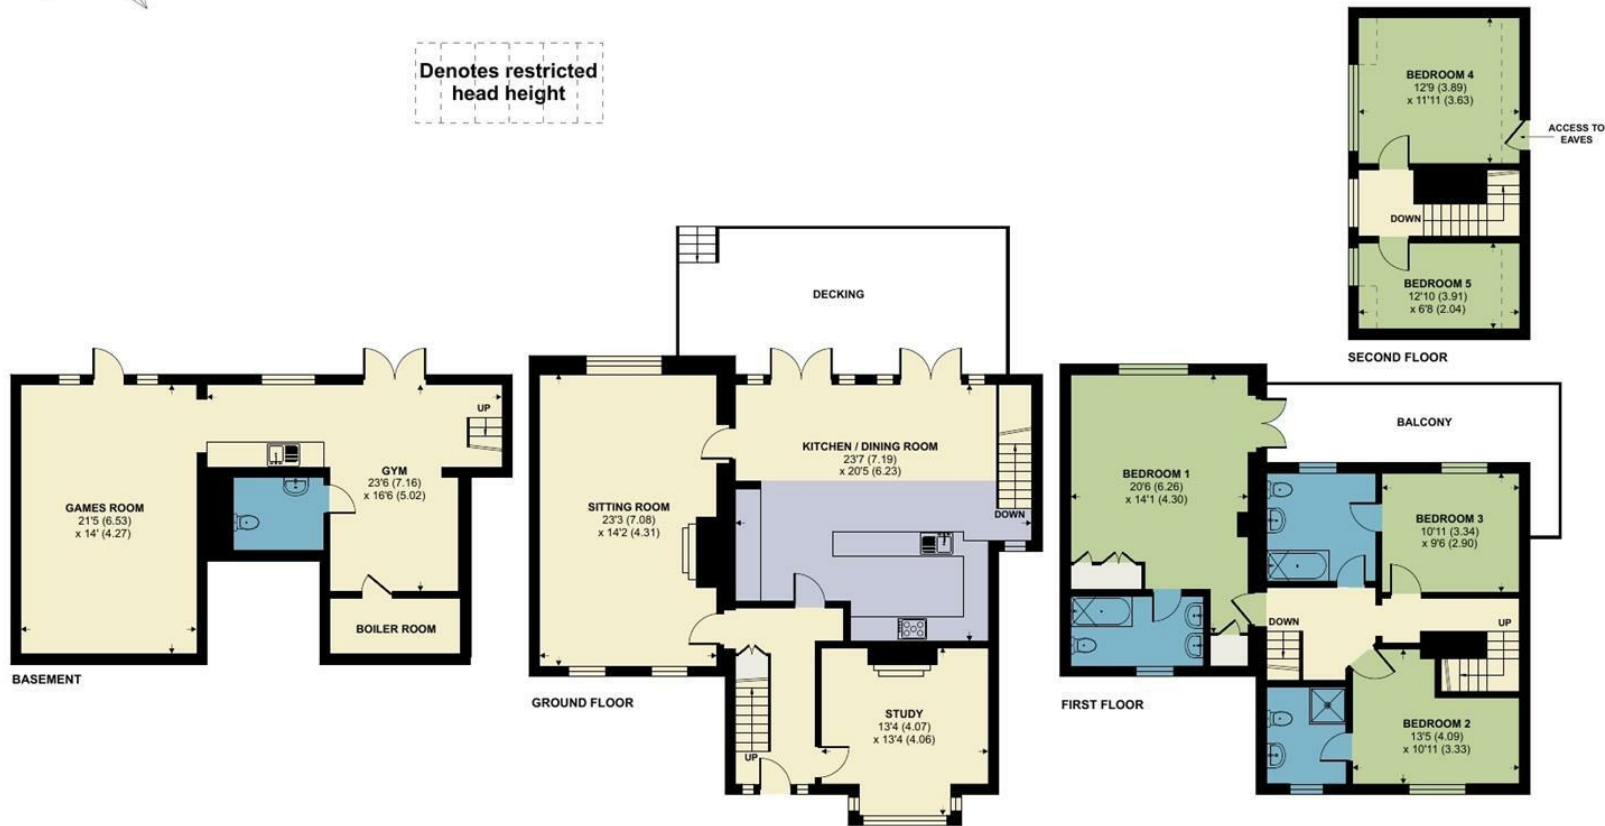 Denotes restricted
head height
BEDROOM 4
12'9 (3.89)
x 11'11 (3.63)
ACCESS TO
EAVES
DOWN
BEDROOM 5
12'10 (3.91)
x 6'8 (2.04)
SECOND FLOOR
UP
GYM
23'6 (7.16)
x 16'6 (5.02)
GAMES ROOM
21'5 (6.53)
x 14' (4.27)
BOILER ROOM
BASEMENT
DECKING
KITCHEN / DINING ROOM
23'7 (7.19)
x 20'5 (6.23)
SITTING ROOM
23'3 (7.08)
x 14'2 (4.31)
DOWN
STUDY
13'4 (4.07)
x 13'4 (4.06)
UP
GROUND FLOOR
BALCONY
BEDROOM 1
20'6 (6.26)
x 14'1 (4.30)
BEDROOM 3
10'11 (3.34)
x 9'6 (2.90)
DOWN
UP
BEDROOM 2
13'5 (4.09)
x 10'11 (3.33)
FIRST FLOOR